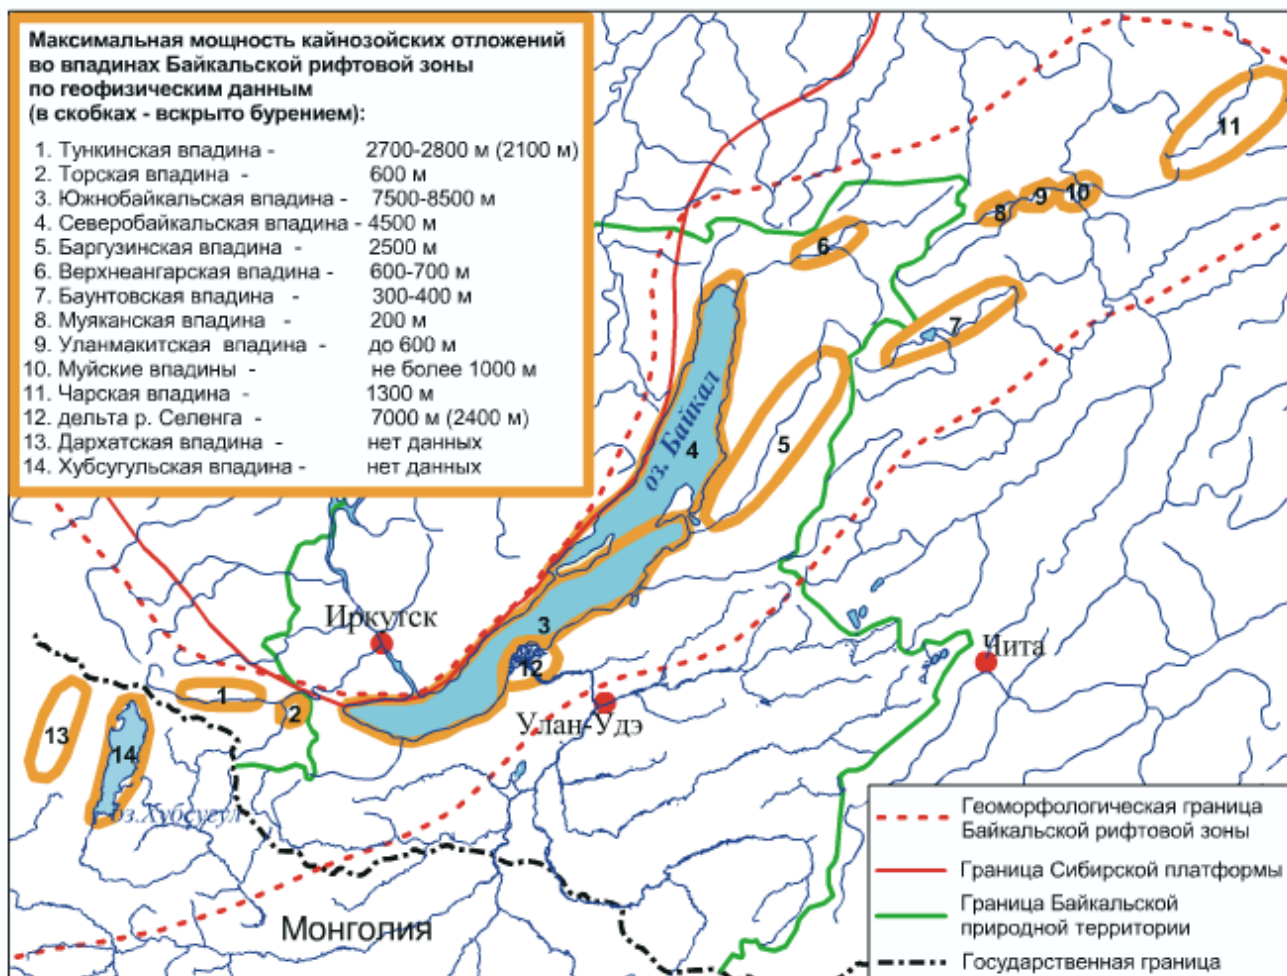 Максимальная мощность кайнозойских отложений
во впадинах Байкальской рифтовой зоны
по геофизическим данным
(в скобках - вскрыто бурением):
1. Тункинская впадина - 2700-2800 м (2100 м)
2. Торская впадина - 600 м
3. Южнобайкальская впадина - 7500-8500 м
4. Северобайкальская впадина - 4500 м
5. Баргузинская впадина - 2500 м
6. Верхнеангарская впадина - 600-700 м
7. Баунтовская впадина - 300-400 м
8. Муяканская впадина - 200 м
9. Уланмакитская впадина - до 600 м
10. Муйские впадины - не более 1000 м
11. Чарская впадина - 1300 м
12. дельта р. Селенга - 7000 м (2400 м)
13. Дархатская впадина - нет данных
14. Хубсугульская впадина - нет данных
11
10
9
8
6
7
оз. Байкал
4
5
Иркутск
3
12
Чита
1
2
Улан-Удэ
13
14
оз.Хубсугул
Монголия
Геоморфологическая граница
Байкальской рифтовой зоны
Граница Сибирской платформы
Граница Байкальской
природной территории
Государственная граница